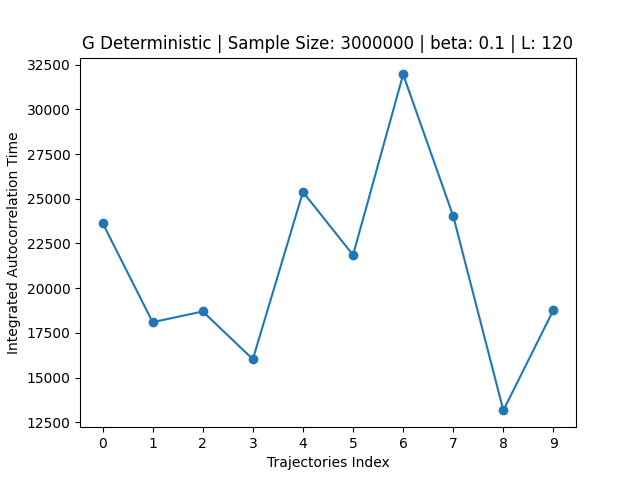 G Deterministic | Sample Size: 3000000 | beta: 0.1 | L: 120
32500
30000
27500
25000
22500
20000
17500
15000
12500
Integrated Autocorrelation Time
0 1 2 3 4 5 6 7 8 9
Trajectories Index